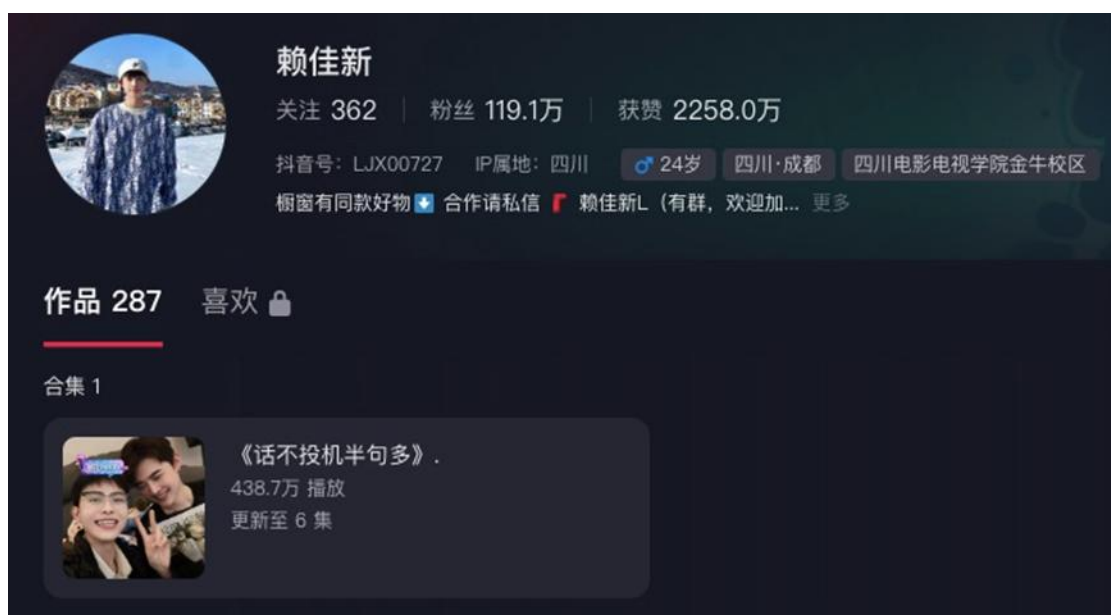 赖佳新
关注 362 粉丝 119.1万 获赞 2258.0万
抖音号：LJX00727 IP属地：四川 ♂ 24岁 四川·成都 四川电影电视学院金牛校区
橱窗有同款好物⬇️ 合作请私信 赖佳新L（有群，欢迎加... 更多
作品 287 喜欢
合集 1
《话不投机半句多》.
438.7万 播放
更新至 6 集